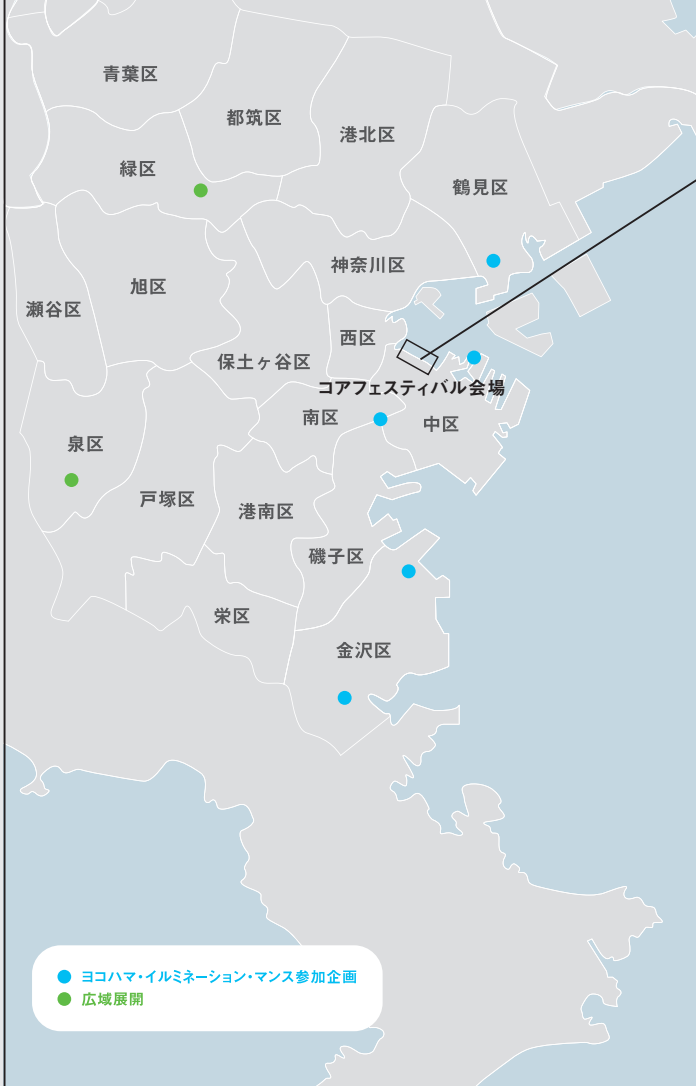 青葉区
都筑区
港北区
緑区
鶴見区
神奈川区
旭区
瀬谷区
西区
保土ヶ谷区
コアフェスティバル会場
南区
中区
泉区
戸塚区
港南区
磯子区
栄区
金沢区
ヨコハマ・イルミネーション・マンス参加企画
広域展開